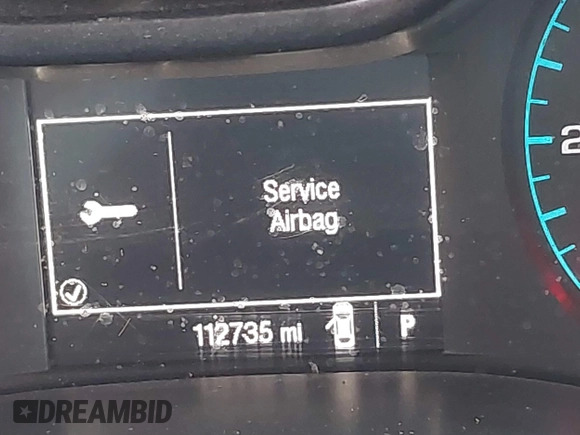 Service
Airbag
112735 mi
P
2
DREAMBID